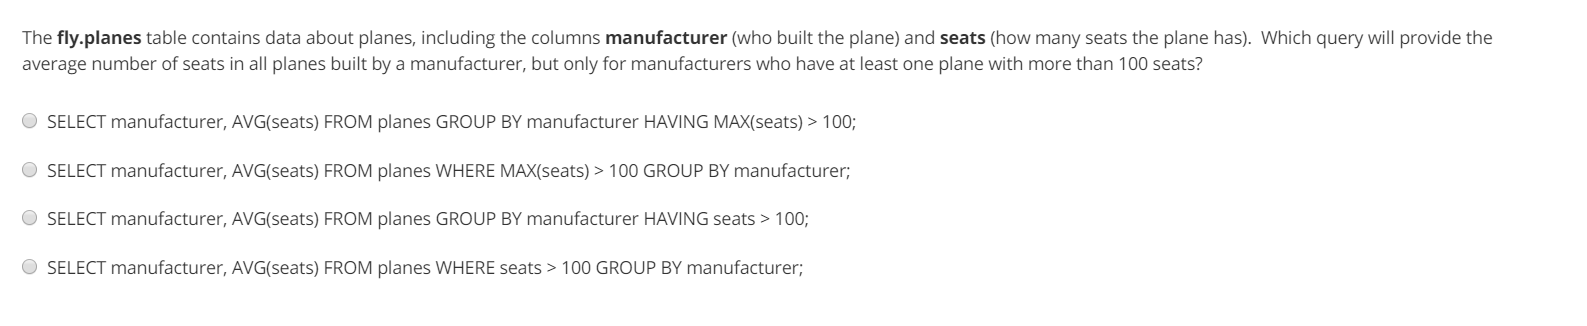 The fly.planes table contains data about planes, including the columns manufacturer (who built the plane) and seats (how many seats the plane has).  Which query will provide the
average number of seats in all planes built by a manufacturer, but only for manufacturers who have at least one plane with more than 100 seats?
SELECT manufacturer, AVG(seats) FROM planes GROUP BY manufacturer HAVING MAX(seats) > 100;
SELECT manufacturer, AVG(seats) FROM planes WHERE MAX(seats) > 100 GROUP BY manufacturer;
SELECT manufacturer, AVG(seats) FROM planes GROUP BY manufacturer HAVING seats > 100;
SELECT manufacturer, AVG(seats) FROM planes WHERE seats > 100 GROUP BY manufacturer;